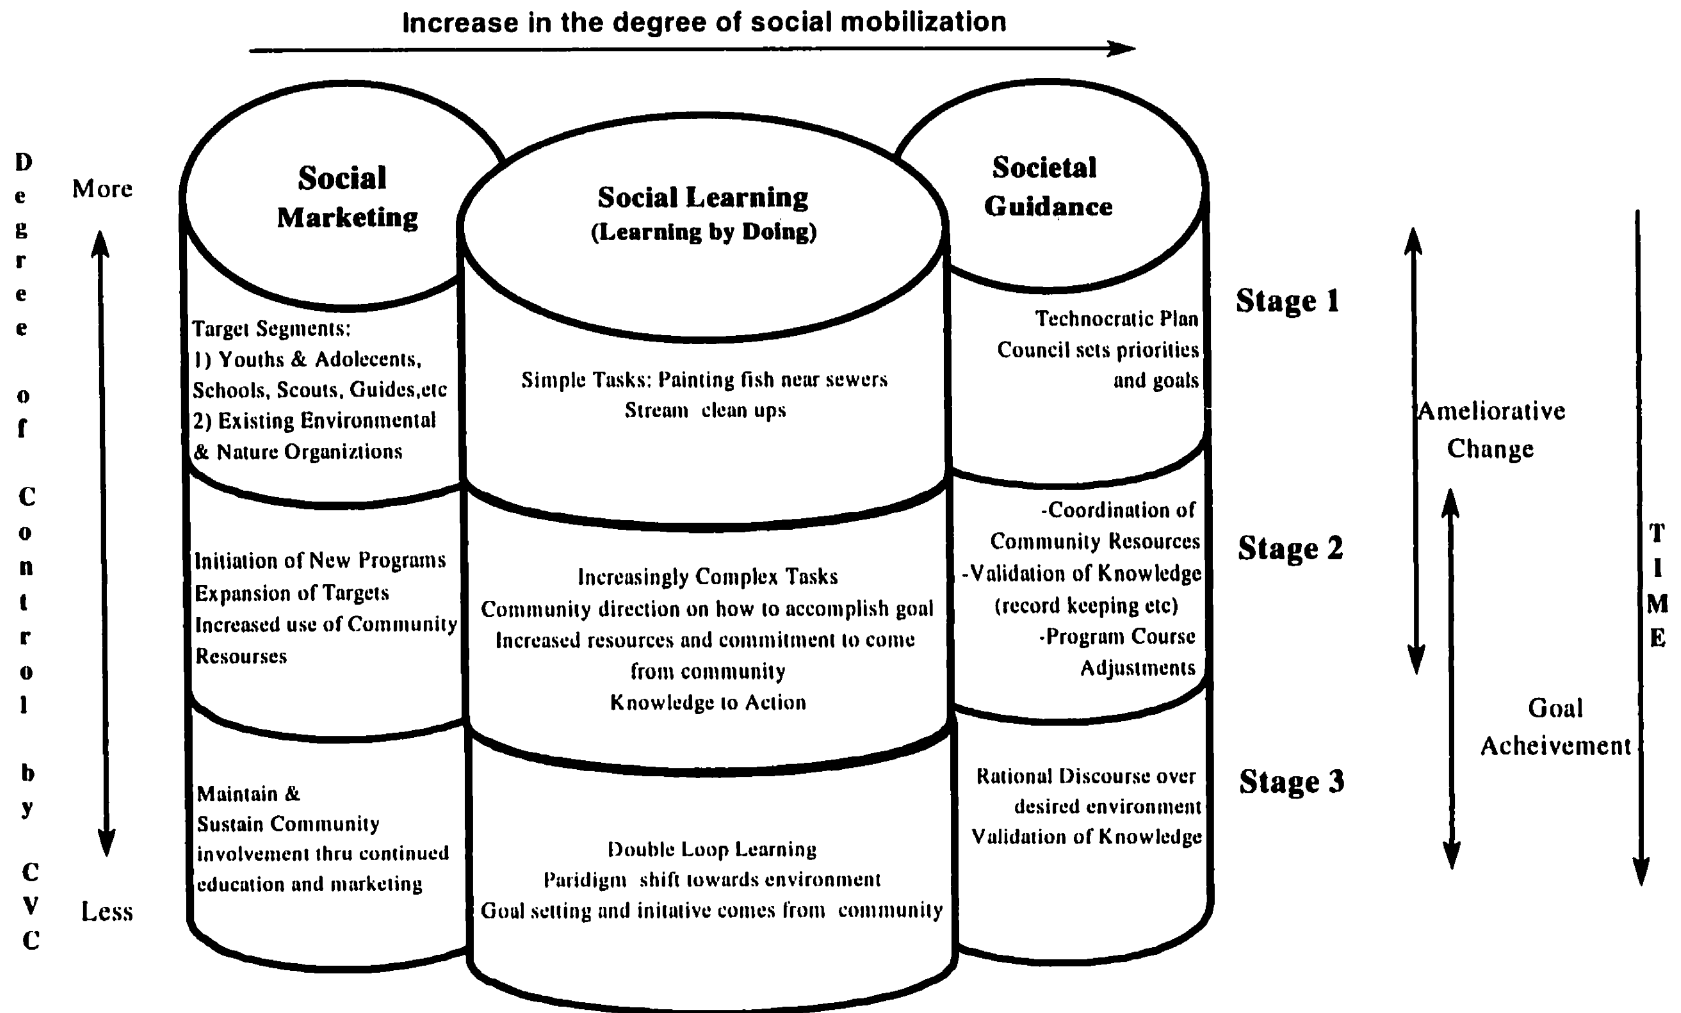 Increase in the degree of social mobilization
Degree of Control by CVC
More
Less
Social
Marketing
Social Learning
(Learning by Doing)
Societal
Guidance
Stage 1
Target Segments:
1) Youths & Adolecents,
Schools, Scouts, Guides,etc
2) Existing Environmental
& Nature Organiztions
Simple Tasks: Painting fish near sewers
Stream clean ups
Technocratic Plan
Council sets priorities
and goals
Stage 2
Initiation of New Programs
Expansion of Targets
Increased use of Community
Resourses
Increasingly Complex Tasks
Community direction on how to accomplish goal
Increased resources and commitment to come
from community
Knowledge to Action
-Coordination of
Community Resources
-Validation of Knowledge
(record keeping etc)
-Program Course
Adjustments
Stage 3
Maintain &
Sustain Community
involvement thru continued
education and marketing
Double Loop Learning
Paridigm shift towards environment
Goal setting and initative comes from community
Rational Discourse over
desired environment
Validation of Knowledge
Ameliorative
Change
Goal
Acheivement
TIME